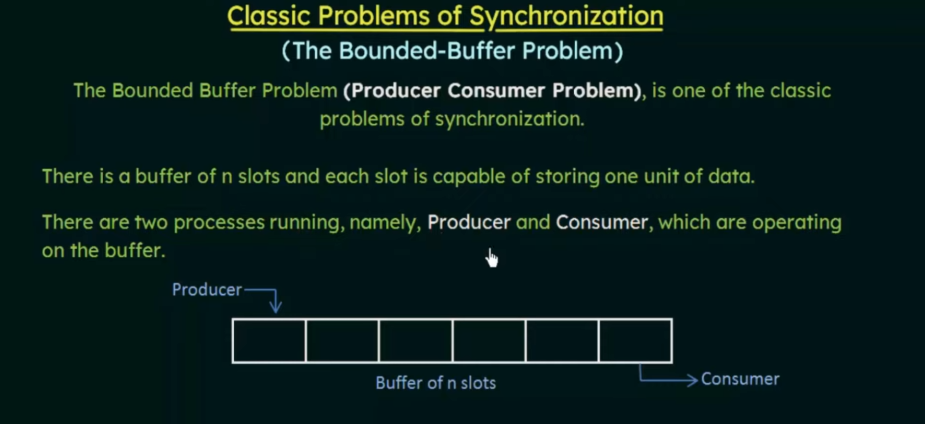 Classic Problems of Synchronization
(The Bounded-Buffer Problem)
The Bounded Buffer Problem (Producer Consumer Problem), is one of the classic
problems of synchronization.
There is a buffer of n slots and each slot is capable of storing one unit of data.
There are two processes running, namely, Producer and Consumer, which are operating
on the buffer.
Producer
Buffer of n slots
Consumer